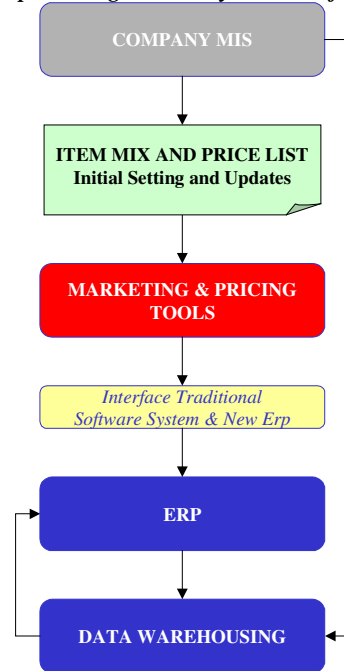 COMPANY MIS
ITEM MIX AND PRICE LIST
Initial Setting and Updates
MARKETING & PRICING
TOOLS
Interface Traditional
Software System & New Erp
ERP
DATA WAREHOUSING